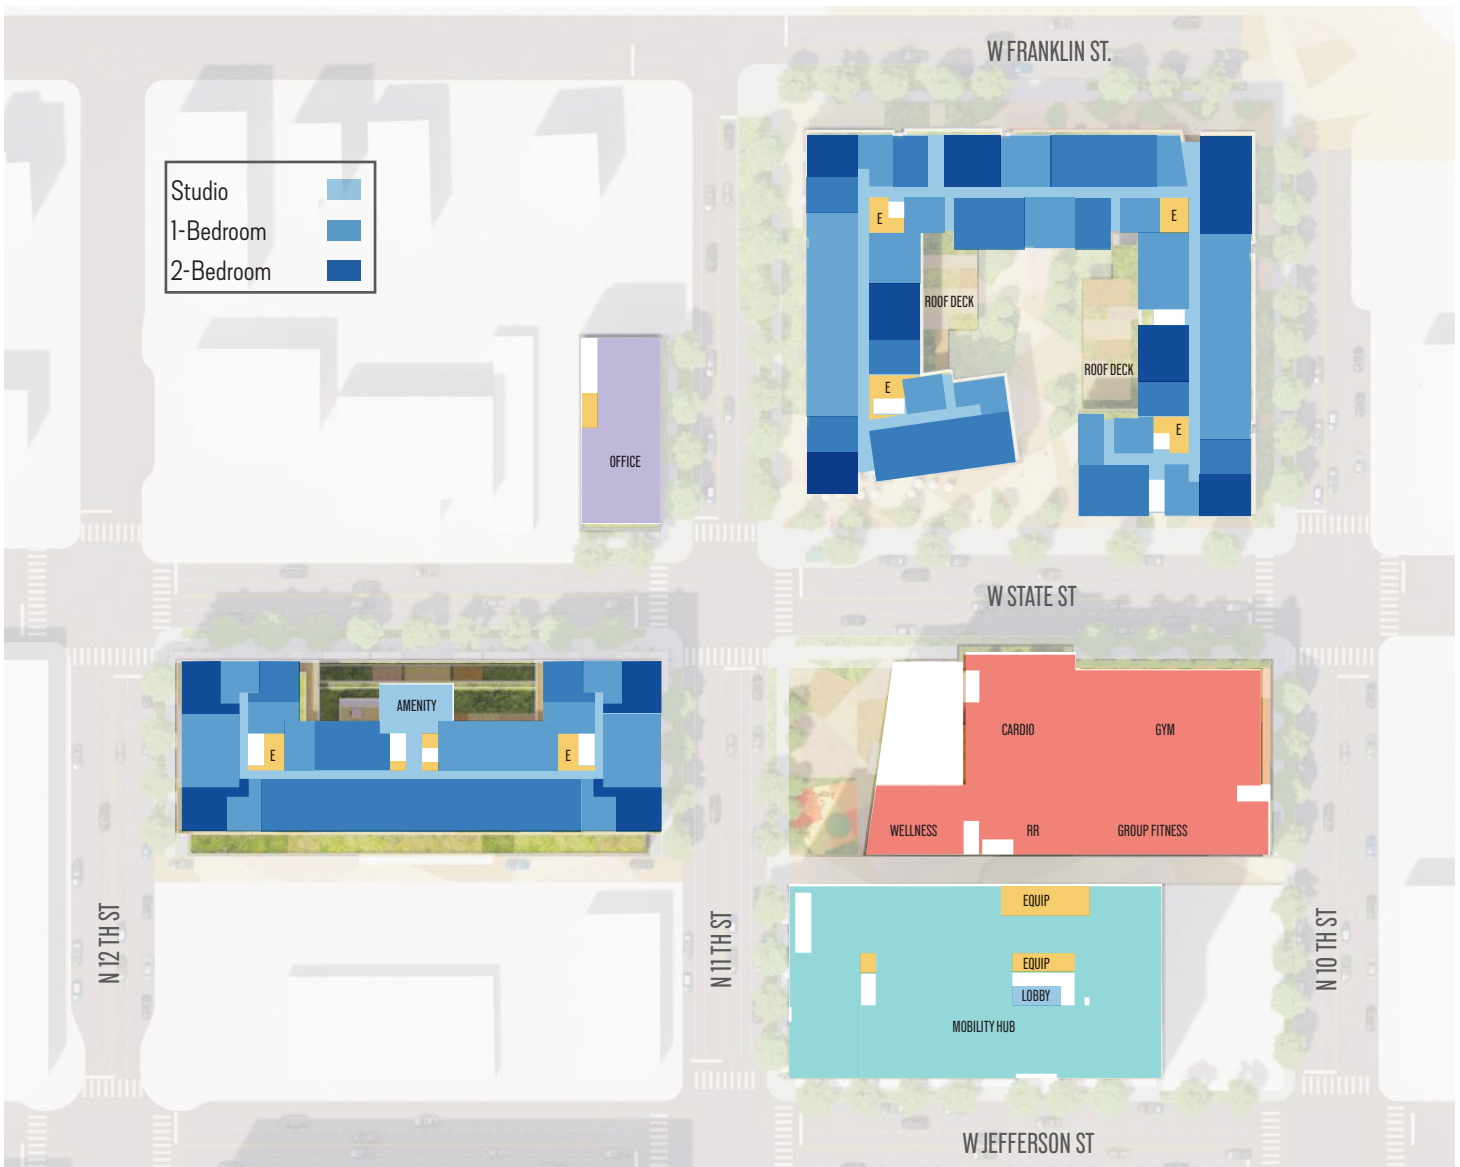 W FRANKLIN ST.
Studio
1-Bedroom
2-Bedroom
E
E
ROOF DECK
ROOF DECK
E
E
OFFICE
W STATE ST
AMENITY
E
E
CARDIO
GYM
WELLNESS
RR
GROUP FITNESS
EQUIP
N 12 TH ST
N 11 TH ST
N 10 TH ST
EQUIP
LOBBY
MOBILITY HUB
W JEFFERSON ST